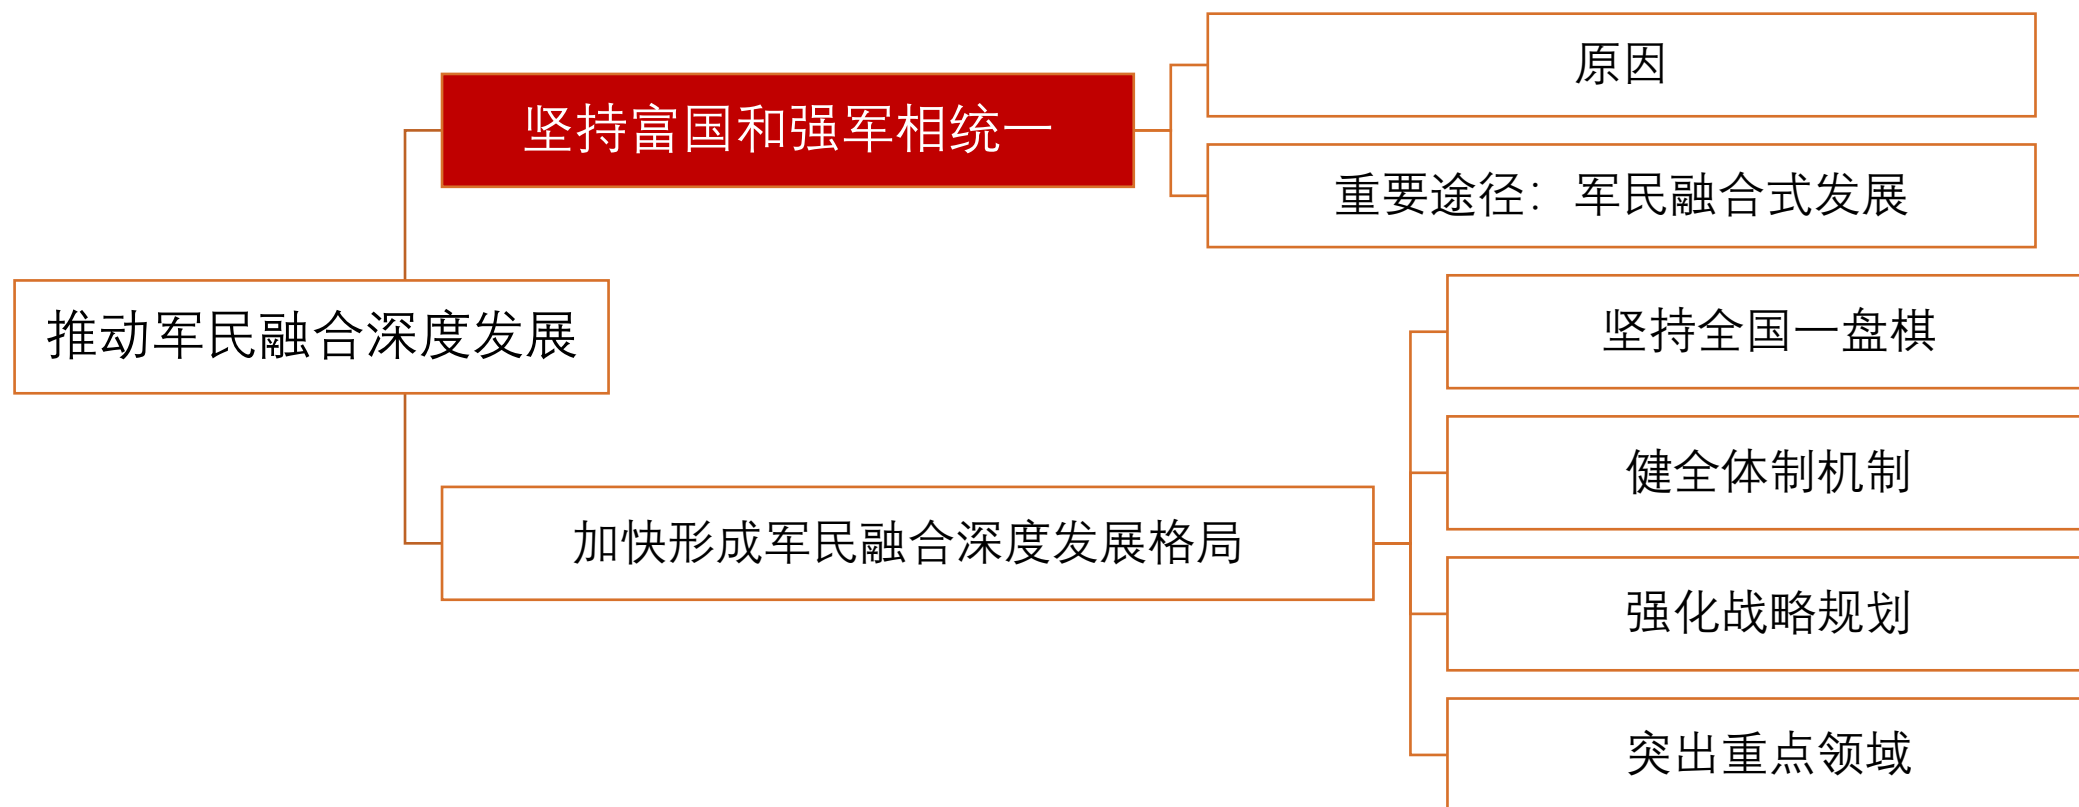 推动军民融合深度发展
坚持富国和强军相统一
原因
重要途径：军民融合式发展
加快形成军民融合深度发展格局
坚持全国一盘棋
健全体制机制
强化战略规划
突出重点领域